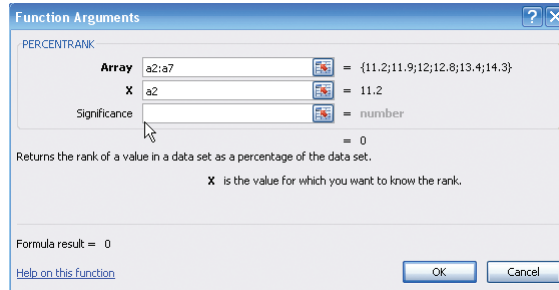 Function Arguments
PERCENTRANK
Array a2:a7 = {11.2;11.9;12;12.8;13.4;14.3}
X a2 = 11.2
Significance = number
= 0
Returns the rank of a value in a data set as a percentage of the data set.
X is the value for which you want to know the rank.
Formula result = 0
Help on this function OK Cancel